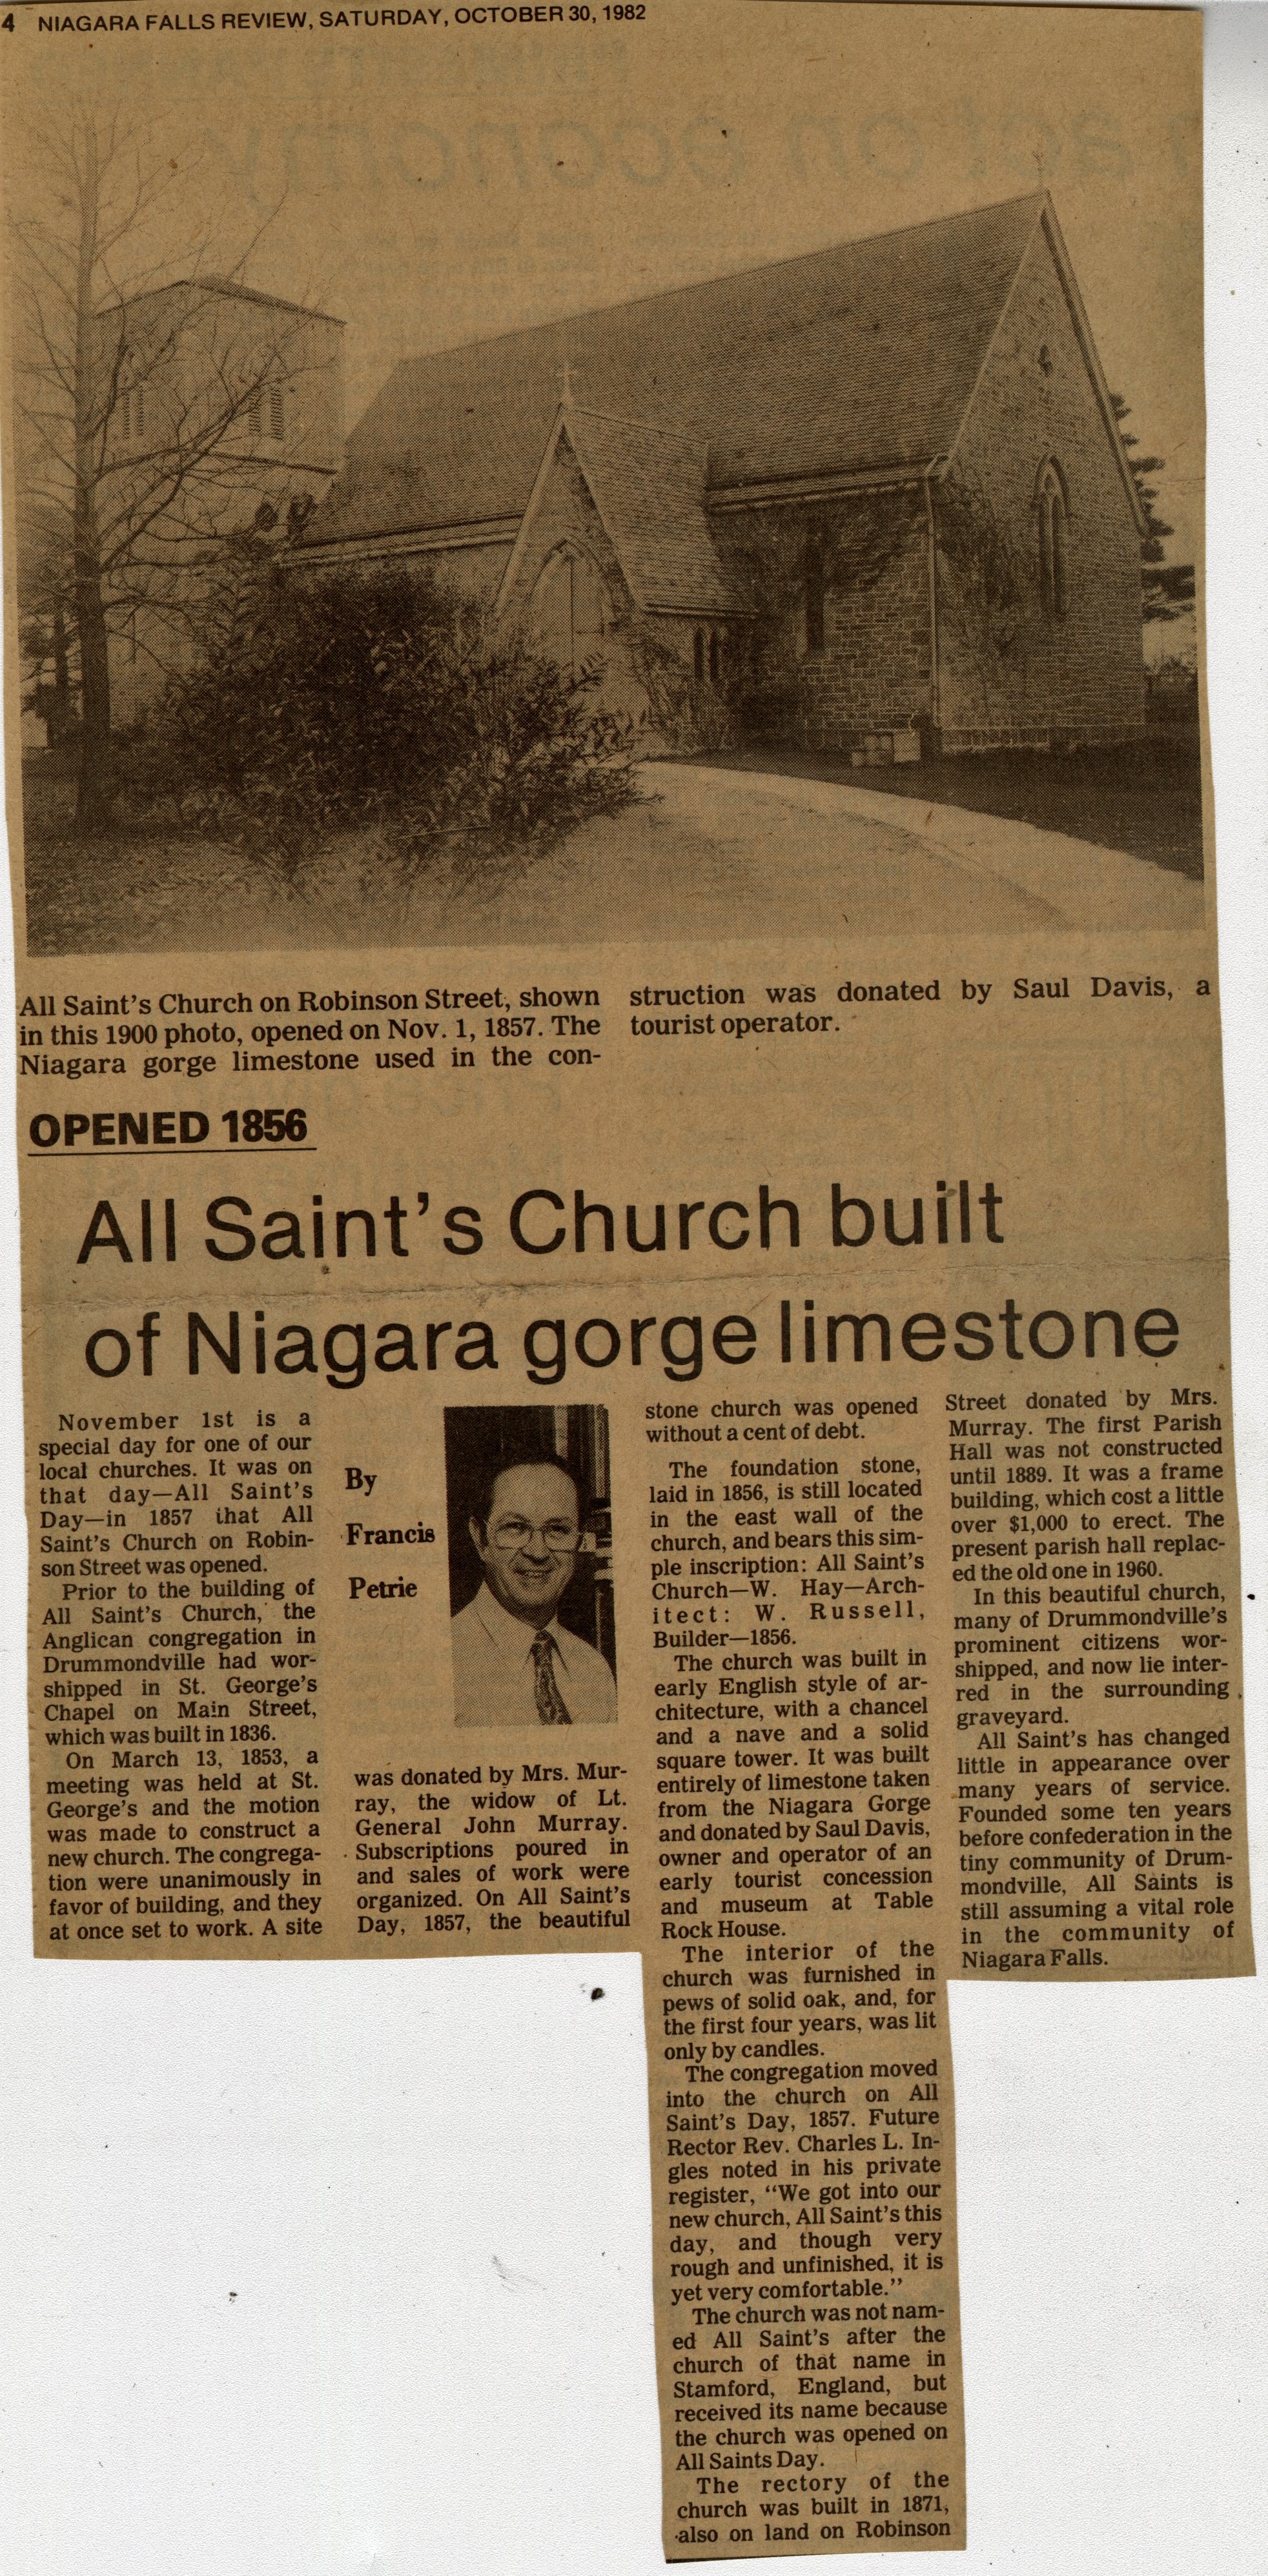 4 NIAGARA FALLS REVIEW, SATURDAY, OCTOBER 30, 1982
All Saint's Church on Robinson Street, shown
in this 1900 photo, opened on Nov. 1, 1857. The
Niagara gorge limestone used in the con-
struction was donated by Saul Davis, a
tourist operator.
OPENED 1856
All Saint's Church built
of Niagara gorge limestone
November 1st is a
special day for one of our
local churches. It was on
that day—All Saint's
Day—in 1857 that All
Saint's Church on Robin-
son Street was opened.
Prior to the building of
All Saint's Church, the
Anglican congregation in
Drummondville had wor-
shipped in St. George's
Chapel on Main Street,
which was built in 1836.
On March 13, 1853, a
meeting was held at St.
George's and the motion
was made to construct a
new church. The congrega-
tion were unanimously in
favor of building, and they
at once set to work. A site
By
Francis
Petrie
was donated by Mrs. Mur-
ray, the widow of Lt.
General John Murray.
Subscriptions poured in
and sales of work were
organized. On All Saint's
Day, 1857, the beautiful
stone church was opened
without a cent of debt.
The foundation stone,
laid in 1856, is still located
in the east wall of the
church, and bears this sim-
ple inscription: All Saint's
Church—W. Hay—Arch-
itect: W. Russell,
Builder—1856.
The church was built in
early English style of ar-
chitecture, with a chancel
and a nave and a solid
square tower. It was built
entirely of limestone taken
from the Niagara Gorge
and donated by Saul Davis,
owner and operator of an
early tourist concession
and museum at Table
Rock House.
The interior of the
church was furnished in
pews of solid oak, and, for
the first four years, was lit
only by candles.
The congregation moved
into the church on All
Saint's Day, 1857. Future
Rector Rev. Charles L. In-
gles noted in his private
register, "We got into our
new church, All Saint's this
day, and though very
rough and unfinished, it is
yet very comfortable."
The church was not nam-
ed All Saint's after the
church of that name in
Stamford, England, but
received its name because
the church was opened on
All Saints Day.
The rectory of the
church was built in 1871,
also on land on Robinson
Street donated by Mrs.
Murray. The first Parish
Hall was not constructed
until 1889. It was a frame
building, which cost a little
over $1,000 to erect. The
present parish hall replac-
ed the old one in 1960.
In this beautiful church,
many of Drummondville's
prominent citizens wor-
shipped, and now lie inter-
red in the surrounding
graveyard.
All Saint's has changed
little in appearance over
many years of service.
Founded some ten years
before confederation in the
tiny community of Drum-
mondville, All Saints is
still assuming a vital role
in the community of
Niagara Falls.